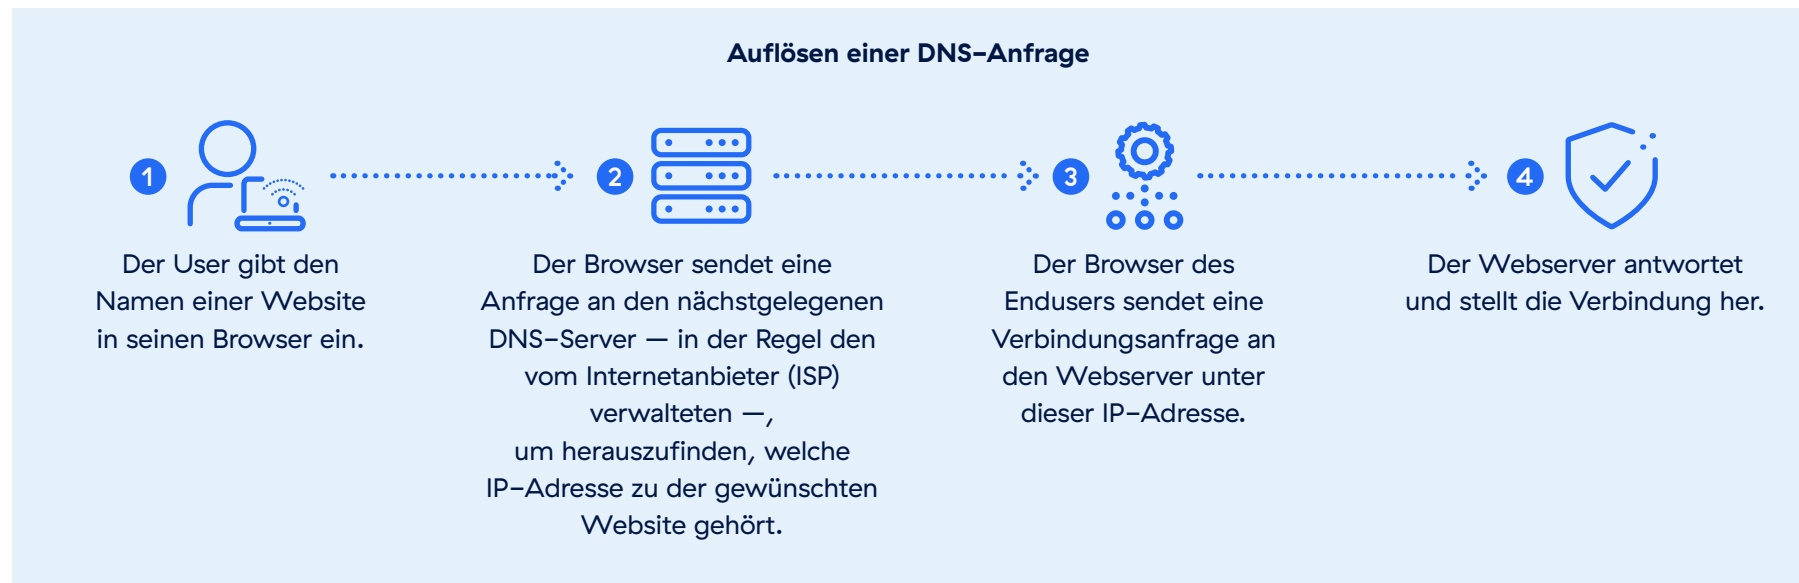 Auflösen einer DNS-Anfrage
1
Der User gibt den
Namen einer Website
in seinen Browser ein.
2
Der Browser sendet eine
Anfrage an den nächstgelegenen
DNS-Server — in der Regel den
vom Internetanbieter (ISP)
verwalteten —,
um herauszufinden, welche
IP-Adresse zu der gewünschten
Website gehört.
3
Der Browser des
Endusers sendet eine
Verbindungsanfrage an
den Webserver unter
dieser IP-Adresse.
4
Der Webserver antwortet
und stellt die Verbindung her.